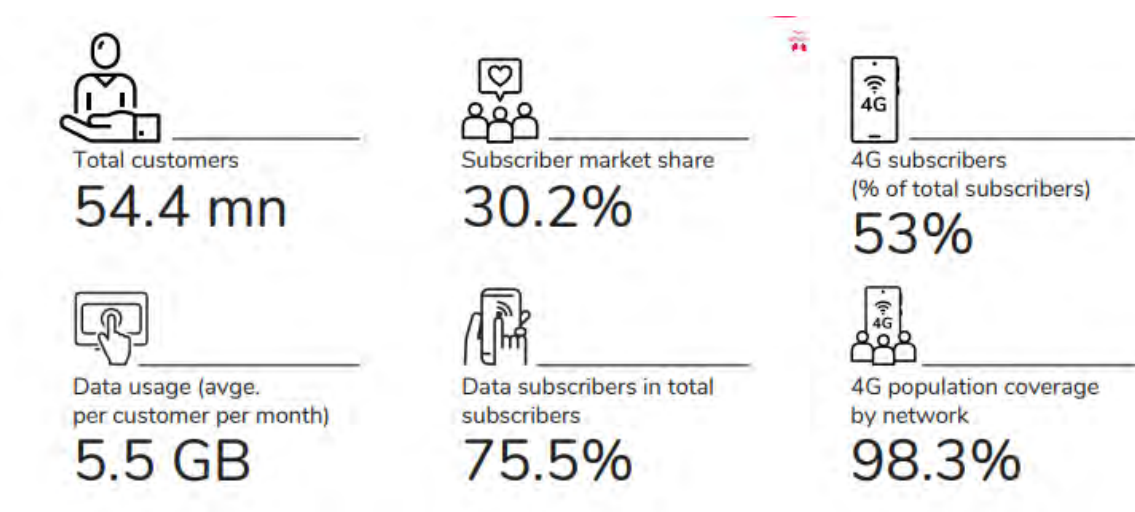 Total customers
54.4 mn
Subscriber market share
30.2%
4G
4G subscribers
(% of total subscribers)
53%
Data usage (avge.
per customer per month)
5.5 GB
Data subscribers in total
subscribers
75.5%
4G
4G population coverage
by network
98.3%